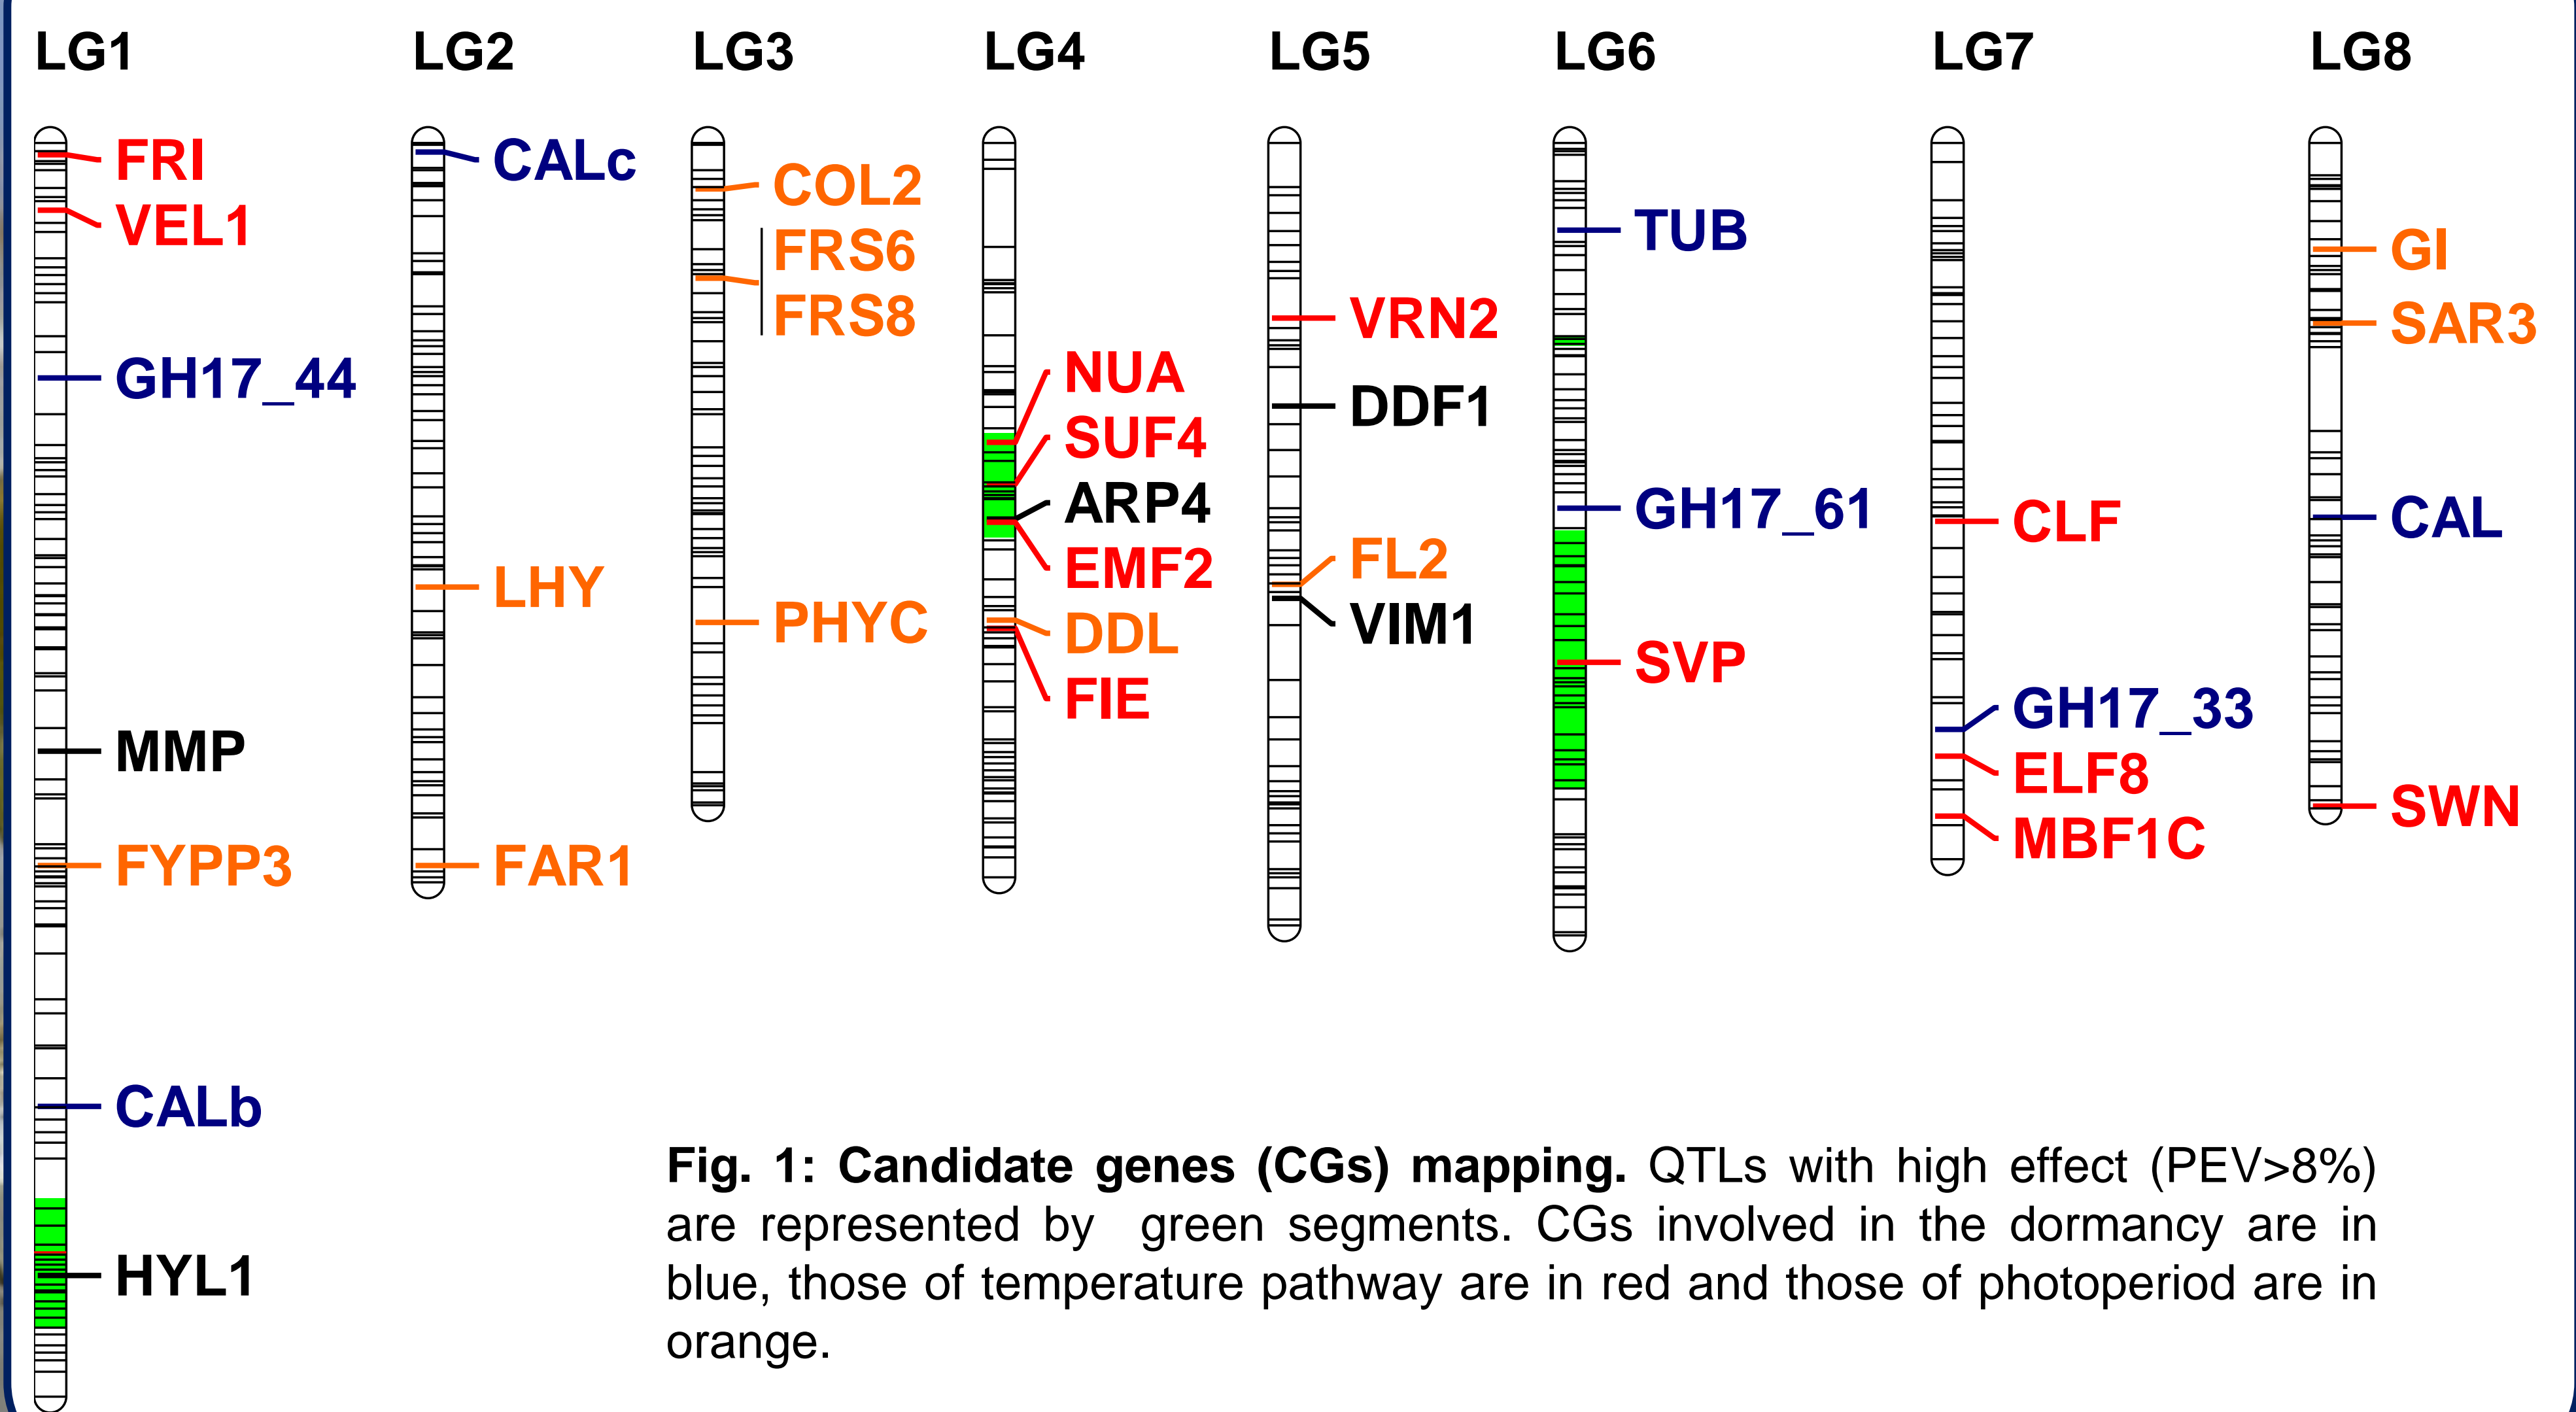 LG1 LG2 LG3 LG4 LG5 LG6 LG7 LG8
FRI
VEL1
GH17_44
MMP
FYPP3
CALb
HYL1
CALc
LHY
FAR1
COL2
FRS6
FRS8
PHYC
NUA
SUF4
ARP4
EMF2
DDL
FIE
VRN2
DDF1
FL2
VIM1
TUB
GH17_61
SVP
CLF
GH17_33
ELF8
MBF1C
GI
SAR3
CAL
SWN
Fig. 1: Candidate genes (CGs) mapping. QTLs with high effect (PEV>8%)
are represented by green segments. CGs involved in the dormancy are in
blue, those of temperature pathway are in red and those of photoperiod are in
orange.